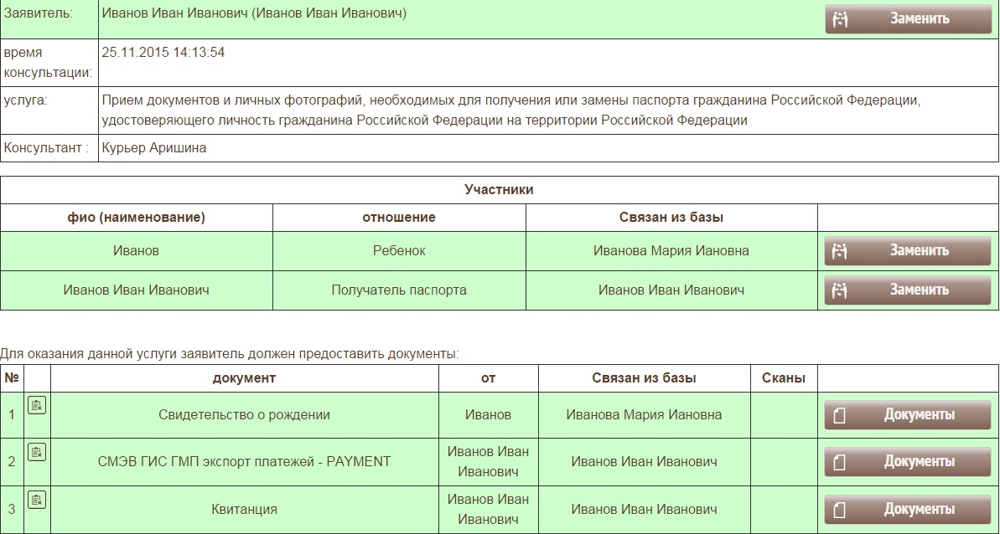 Заявитель: Иванов Иван Иванович (Иванов Иван Иванович) Заменить
время консультации: 25.11.2015 14:13:54
услуга: Прием документов и личных фотографий, необходимых для получения или замены паспорта гражданина Российской Федерации,
удостоверяющего личность гражданина Российской Федерации на территории Российской Федерации
Консультант : Курьер Аришина
Участники
фио (наименование) отношение Связан из базы
Иванов Ребенок Иванова Мария Иановна Заменить
Иванов Иван Иванович Получатель паспорта Иванов Иван Иванович Заменить
Для оказания данной услуги заявитель должен предоставить документы:
№ документ от Связан из базы Сканы
1 Свидетельство о рождении Иванов Иванова Мария Иановна Документы
2 СМЭВ ГИС ГМП экспорт платежей - PAYMENT Иванов Иван Иванович Иванов Иван Иванович Документы
3 Квитанция Иванов Иван Иванович Иванов Иван Иванович Документы